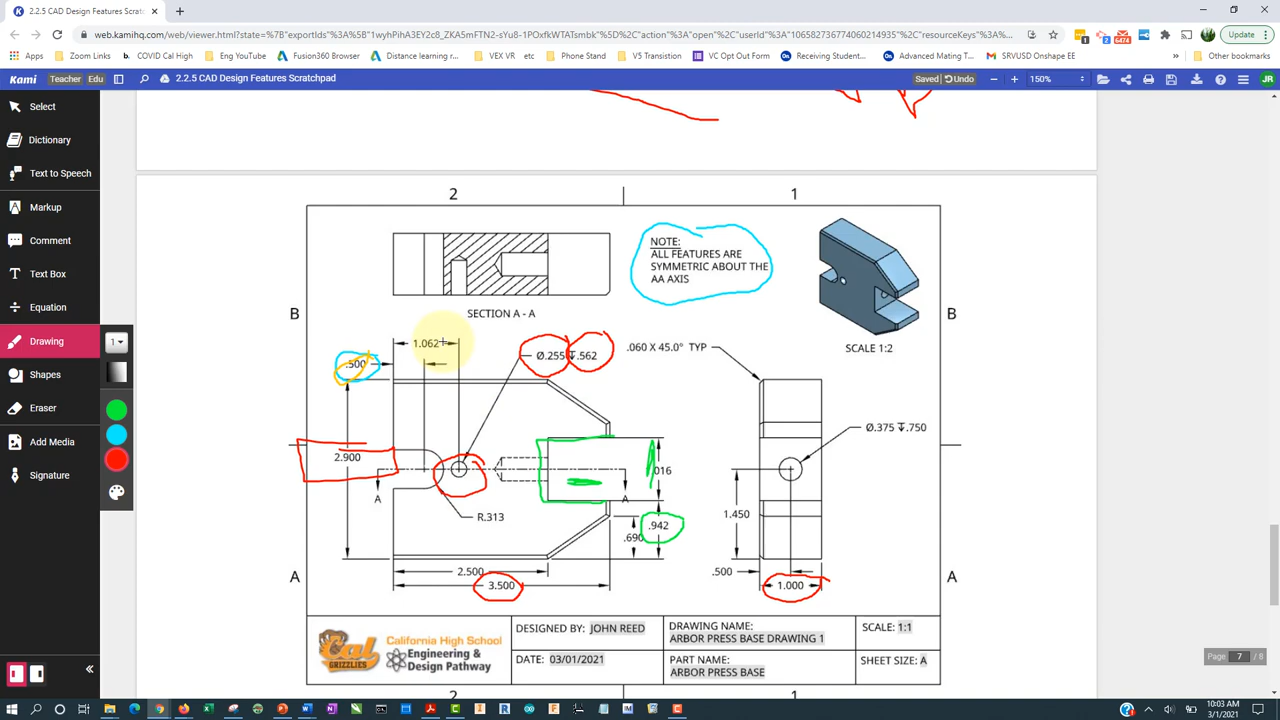 2.2.5 CAD Design Features Scratchp
web.kamihq.com/web/viewer.html?state=%7B"exportIds%3A%5B"1wyhPihA3EY2c8_ZKA5mFTN2-sYu8-1POxfkWTATsmbk"%5D%2C"action%3A"open"%2C"userId%3A"106582736774060214935"%2C"resourceKeys"%3A...
Update
Apps
Zoom Links
COVID Cal High
Eng YouTube
Fusion360 Browser
Distance learning r...
VEX VR
etc
Phone Stand
V5 Transistion
VC Opt Out Form
Receiving Student...
Advanced Mating Tr...
SRVUSD Onshape EE
Other bookmarks
Kami
Teacher
Edu
2.2.5 CAD Design Features Scratchpad
Saved
Undo
150%
JR
Select
Dictionary
Text to Speech
Markup
Comment
Text Box
Equation
Drawing
1
Shapes
Eraser
Add Media
Signature
2
1
NOTE:
ALL FEATURES ARE
SYMMETRIC ABOUT THE
AA AXIS
SECTION A - A
B
B
SCALE 1:2
1.062
Ø.255 ↧.562
.060 X 45.0° TYP
.500
Ø.375 ↧.750
2.900
.016
A
A
R.313
.942
.690
1.450
2.500
3.500
.500
1.000
A
A
California High School
Engineering &
Design Pathway
Cal
GRIZZLIES
DESIGNED BY: JOHN REED
DATE: 03/01/2021
DRAWING NAME:
ARBOR PRESS BASE DRAWING 1
PART NAME:
ARBOR PRESS BASE
SCALE: 1:1
SHEET SIZE: A
Page 7 / 8
2
1
10:03 AM
3/1/2021